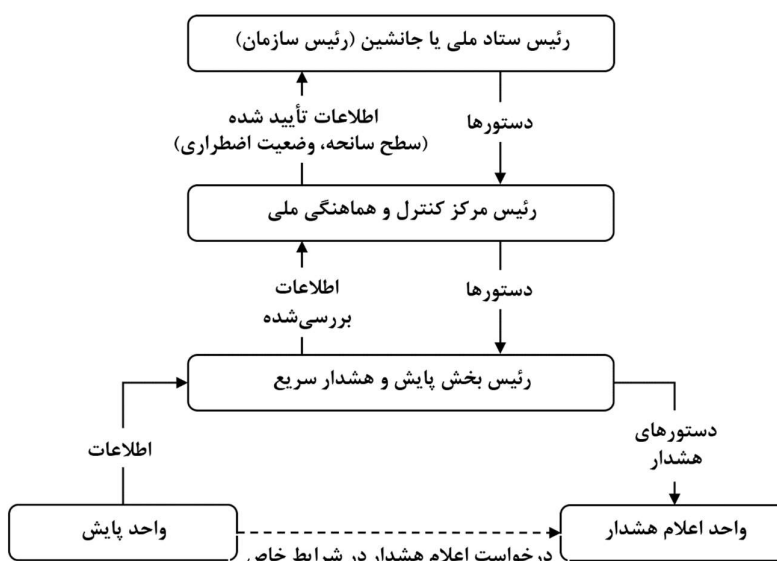 رئیس ستاد ملی یا جانشین (رئیس سازمان)
اطلاعات تأیید شده
(سطح سانحه، وضعیت اضطراری)
دستورها
رئیس مرکز کنترل و هماهنگی ملی
اطلاعات
بررسی‌شده
دستورها
رئیس بخش پایش و هشدار سریع
دستورهای
هشدار
اطلاعات
واحد اعلام هشدار
واحد پایش
درخواست اعلام هشدار در شرایط خاص